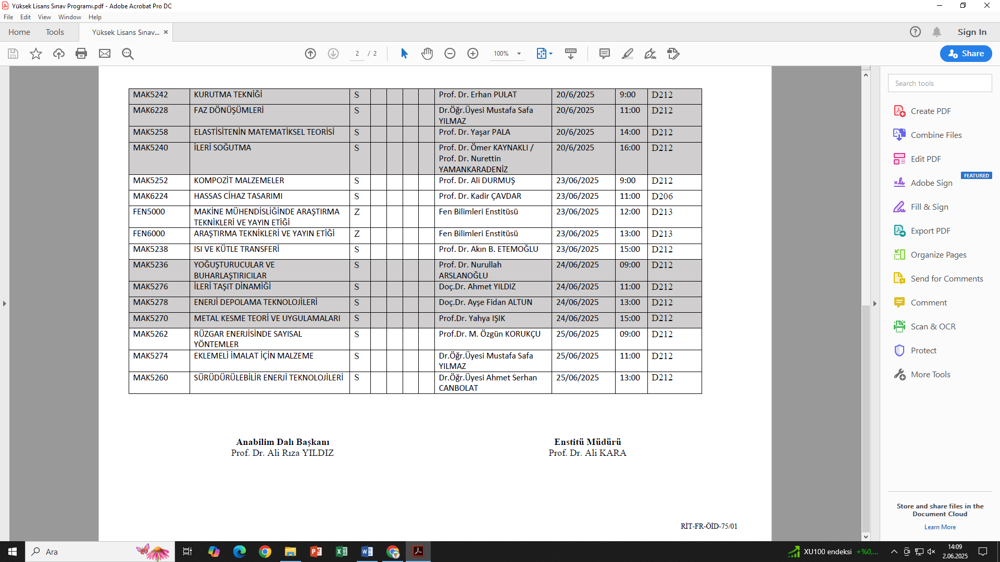 Yüksek Lisans Sınav Programı.pdf - Adobe Acrobat Pro DC
File Edit View Window Help
Home Tools Yüksek Lisans Sınav... × Sign In
2 / 2 100% Share
MAK5242 KURUTMA TEKNİĞİ S Prof. Dr. Erhan PULAT 20/6/2025 9:00 D212
MAK6228 FAZ DÖNÜŞÜMLERİ S Dr.Öğr.Üyesi Mustafa Safa 20/6/2025 11:00 D212
YILMAZ
MAK5258 ELASTİSİTENİN MATEMATİKSEL TEORİSİ S Prof. Dr. Yaşar PALA 20/6/2025 14:00 D212
MAK5240 İLERİ SOĞUTMA S Prof. Dr. Ömer KAYNAKLI / 20/6/2025 16:00 D212
Prof. Dr. Nurettin
YAMANKARADENİZ
MAK5252 KOMPOZİT MALZEMELER S Prof. Dr. Ali DURMUŞ 23/06/2025 9:00 D212
MAK6224 HASSAS CİHAZ TASARIMI S Prof. Dr. Kadir ÇAVDAR 23/06/2025 11:00 D206
FEN5000 MAKİNE MÜHENDİSLİĞİNDE ARAŞTIRMA Z Fen Bilimleri Enstitüsü 23/06/2025 12:00 D213
TEKNİKLERİ VE YAYIN ETİĞİ
FEN6000 ARAŞTIRMA TEKNİKLERİ VE YAYIN ETİĞİ Z Fen Bilimleri Enstitüsü 23/06/2025 13:00 D213
MAK5238 ISI VE KÜTLE TRANSFERİ S Prof. Dr. Akın B. ETEMOĞLU 23/06/2025 15:00 D212
MAK5236 YOĞUŞTURUCULAR VE S Prof. Dr. Nurullah 24/06/2025 09:00 D212
BUHARLAŞTIRICILAR ARSLANOĞLU
MAK5276 İLERİ TAŞIT DİNAMİĞİ S Doç.Dr. Ahmet YILDIZ 24/06/2025 11:00 D212
MAK5278 ENERJİ DEPOLAMA TEKNOLOJİLERİ S Doç.Dr. Ayşe Fidan ALTUN 24/06/2025 13:00 D212
MAK5270 METAL KESME TEORİ VE UYGULAMALARI S Prof.Dr. Yahya IŞIK 24/06/2025 15:00 D212
MAK5262 RÜZGAR ENERJİSİNDE SAYISAL S Prof.Dr. M. Özgün KORUKÇU 25/06/2025 09:00 D212
YÖNTEMLER
MAK5274 EKLEMELİ İMALAT İÇİN MALZEME S Dr.Öğr.Üyesi Mustafa Safa 25/06/2025 11:00 D212
YILMAZ
MAK5260 SÜRÜDÜRÜLEBİLİR ENERJİ TEKNOLOJİLERİ S Dr.Öğr.Üyesi Ahmet Serhan 25/06/2025 13:00 D212
CANBOLAT
Anabilim Dalı Başkanı Enstitü Müdürü
Prof. Dr. Ali Rıza YILDIZ Prof. Dr. Ali KARA
RİT-FR-ÖİD-75/01
Search tools
Create PDF
Combine Files
Edit PDF
FEATURED
Adobe Sign
Fill & Sign
Export PDF
Organize Pages
Send for Comments
Comment
Scan & OCR
Protect
More Tools
Store and share files in the
Document Cloud
Learn More
Ara XU100 endeksi +%0,... 14:09
2.06.2025